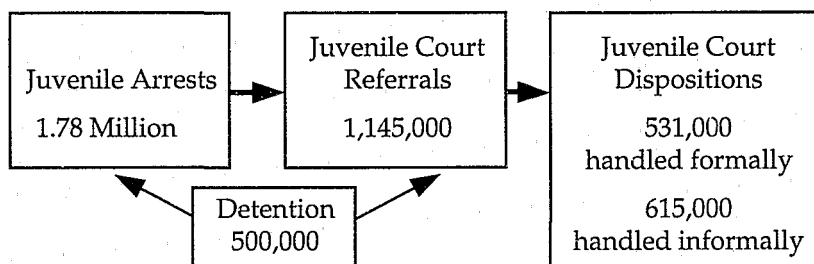 Juvenile Arrests
1.78 Million
Juvenile Court
Referrals
1,145,000
Juvenile Court
Dispositions
531,000
handled formally
615,000
handled informally
Detention
500,000